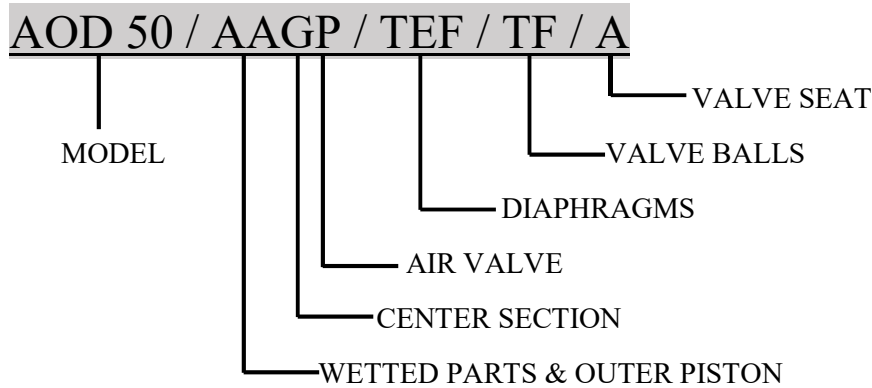 AOD 50 / AAGP / TEF / TF / A
VALVE SEAT
MODEL
VALVE BALLS
DIAPHRAGMS
AIR VALVE
CENTER SECTION
WETTED PARTS & OUTER PISTON